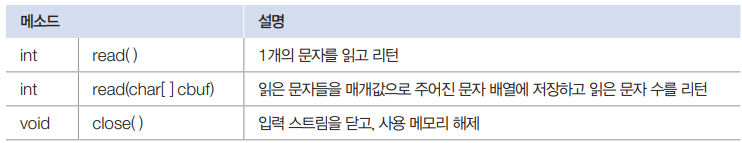 메소드 설명
int read( ) 1개의 문자를 읽고 리턴
int read(char[ ] cbuf) 읽은 문자들을 매개값으로 주어진 문자 배열에 저장하고 읽은 문자 수를 리턴
void close( ) 입력 스트림을 닫고, 사용 메모리 해제